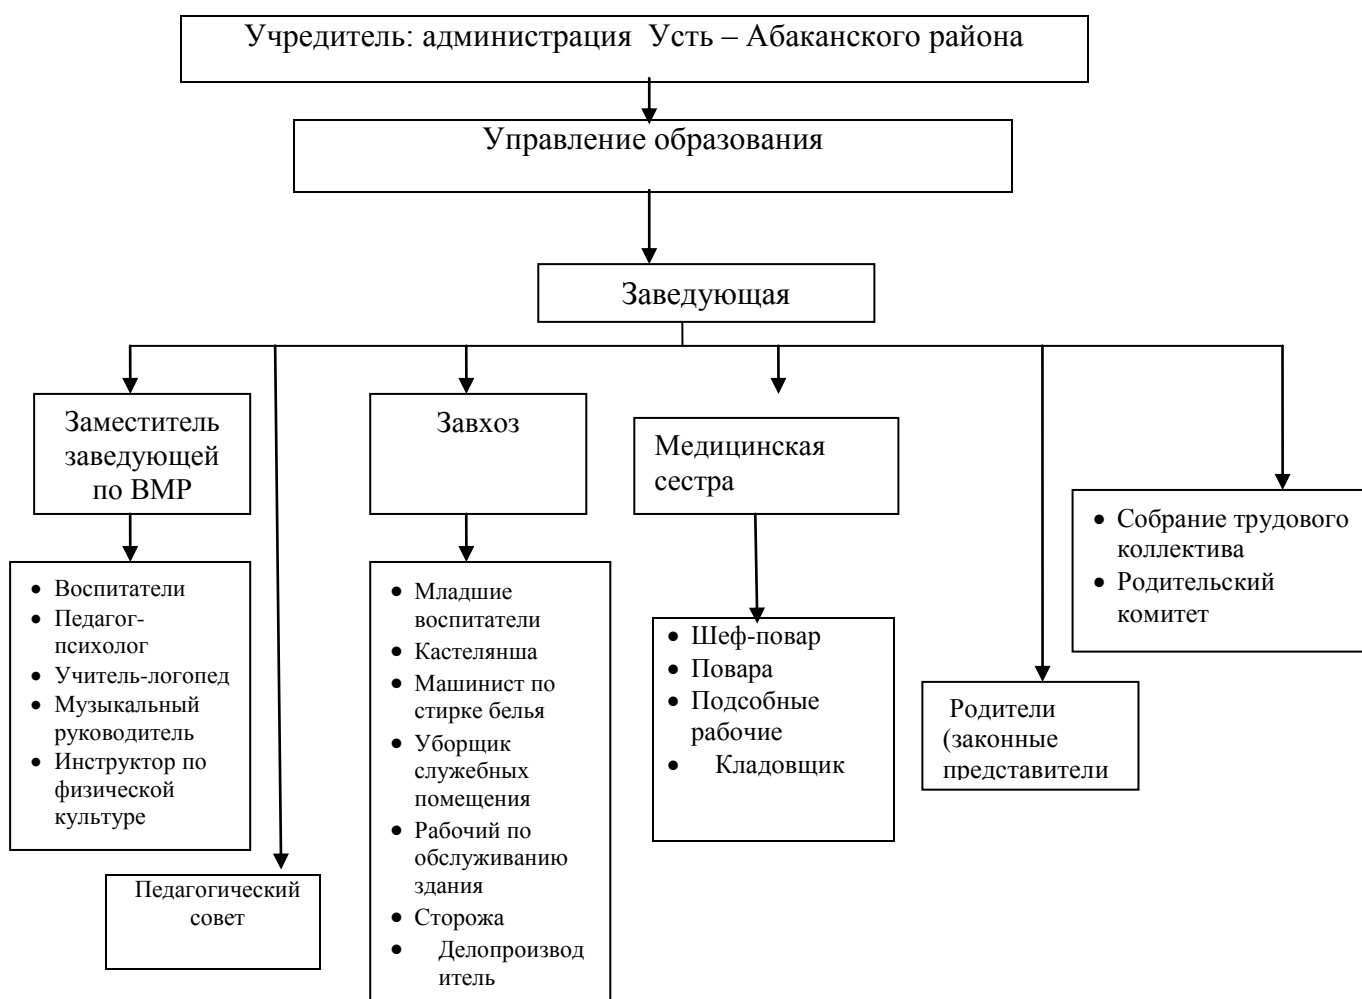 Учредитель: администрация Усть – Абаканского района
Управление образования
Заведующая
Заместитель
заведующей
по ВМР
Завхоз
Медицинская
сестра
• Собрание трудового
коллектива
• Родительский
комитет
• Воспитатели
• Педагог-
психолог
• Учитель-логопед
• Музыкальный
руководитель
• Инструктор по
физической
культуре
• Младшие
воспитатели
• Кастелянша
• Машинист по
стирке белья
• Уборщик
служебных
помещения
• Рабочий по
обслуживанию
здания
• Сторожа
• Делопроизвод
итель
• Шеф-повар
• Повара
• Подсобные
рабочие
• Кладовщик
Родители
(законные
представители
Педагогический
совет